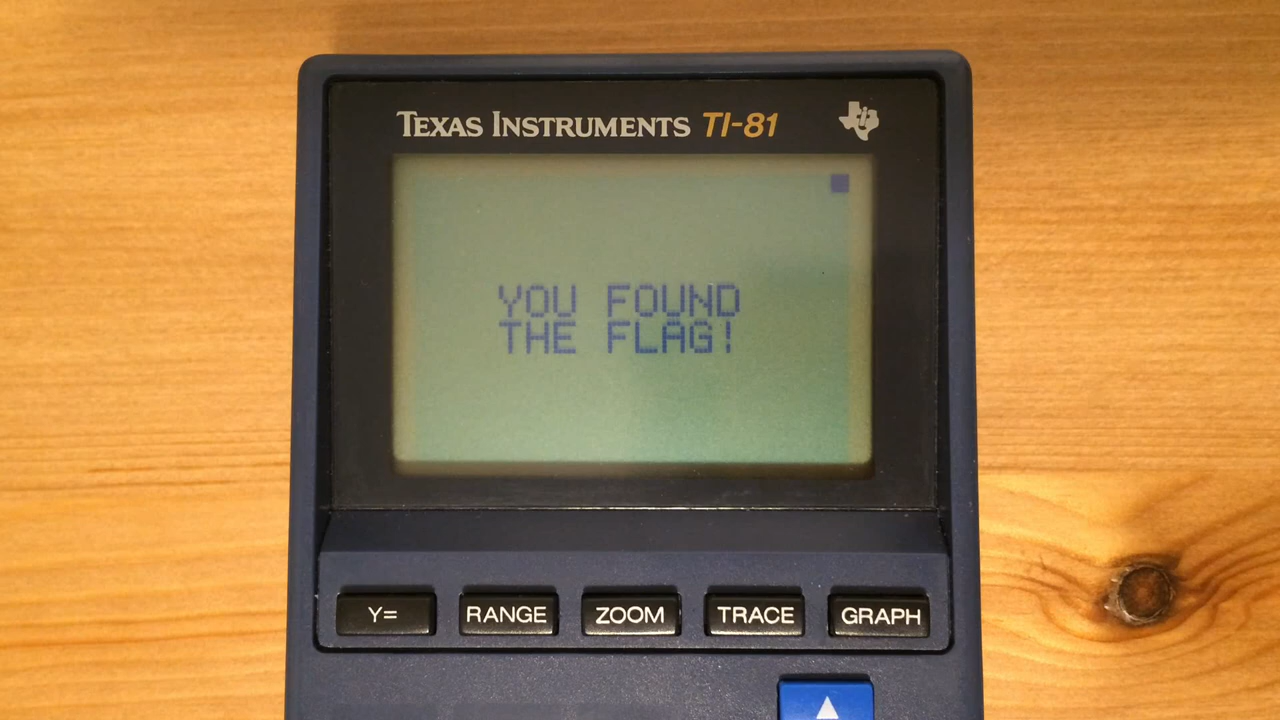 TEXAS INSTRUMENTS TI-81
YOU FOUND
THE FLAG!
Y= RANGE ZOOM TRACE GRAPH